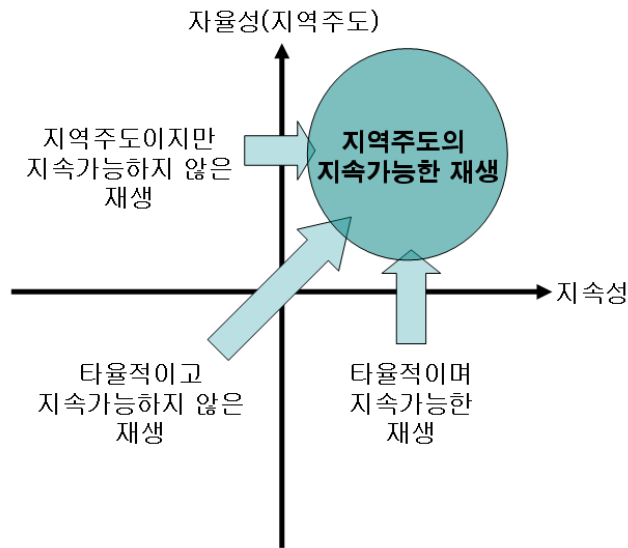 자율성(지역주도)
지역주도이지만
지속가능하지 않은
재생
지역주도의
지속가능한 재생
지속성
타율적이고
지속가능하지 않은
재생
타율적이며
지속가능한
재생